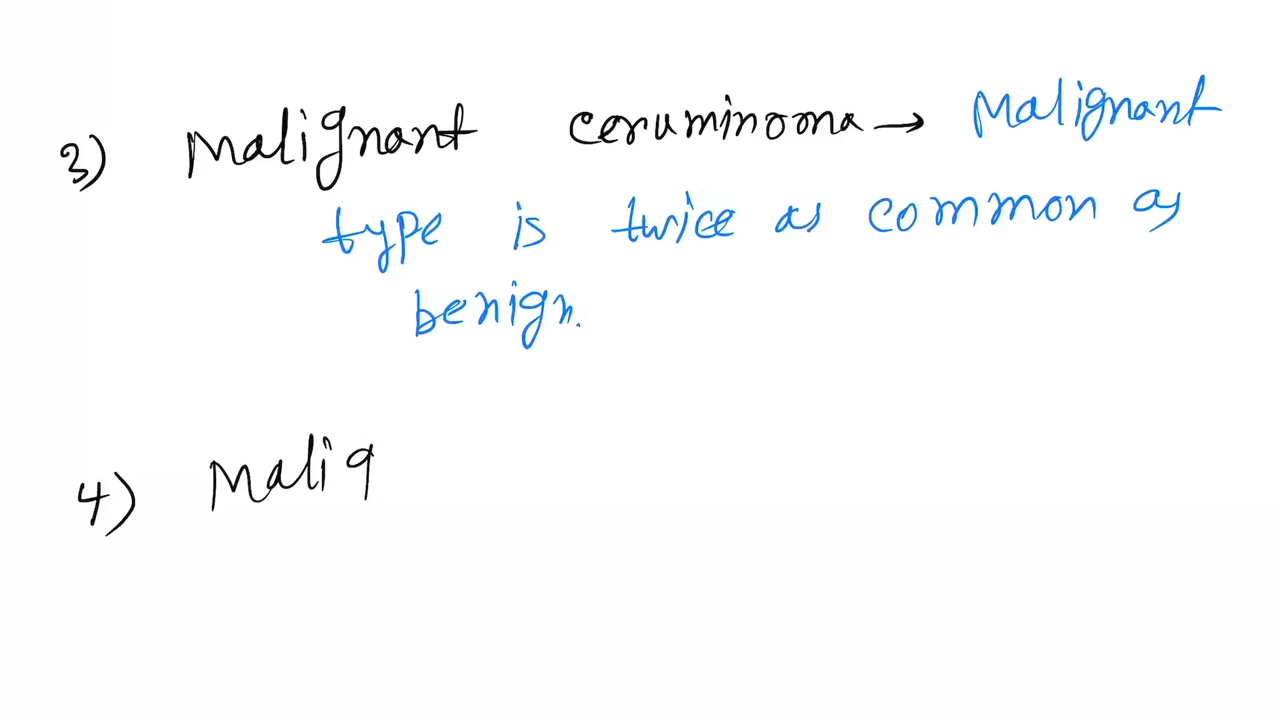 3) Malignant ceruminoma → Malignant
type is twice as common as
benign.
4) Malig